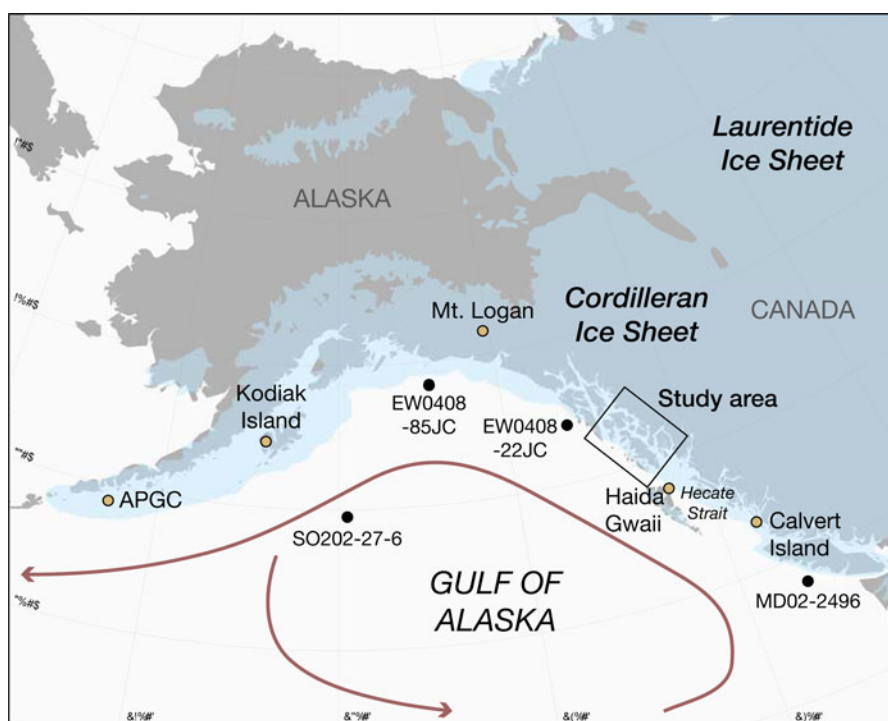 Laurentide
Ice Sheet
ALASKA
Cordilleran
Ice Sheet
CANADA
Mt. Logan
Kodiak
Island
EW0408
-85JC
EW0408
-22JC
Study area
APGC
SO202-27-6
Haida
Gwaii
Hecate
Strait
Calvert
Island
GULF OF
ALASKA
MD02-2496